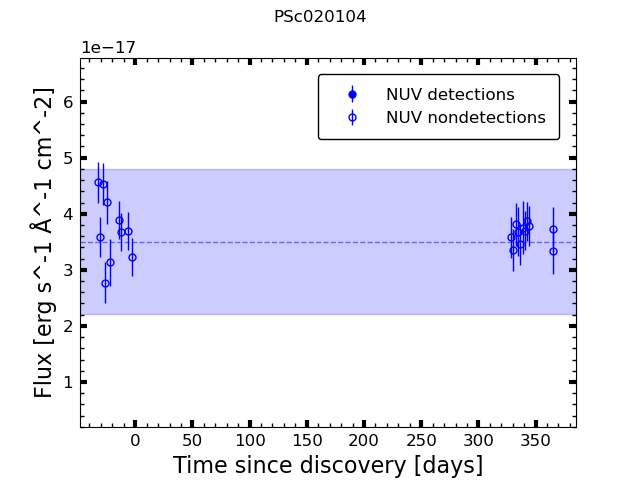 PSc020104
1e−17
NUV detections
NUV nondetections
6
5
4
3
2
1
Flux [erg s^-1 Å^-1 cm^-2]
0 50 100 150 200 250 300 350
Time since discovery [days]